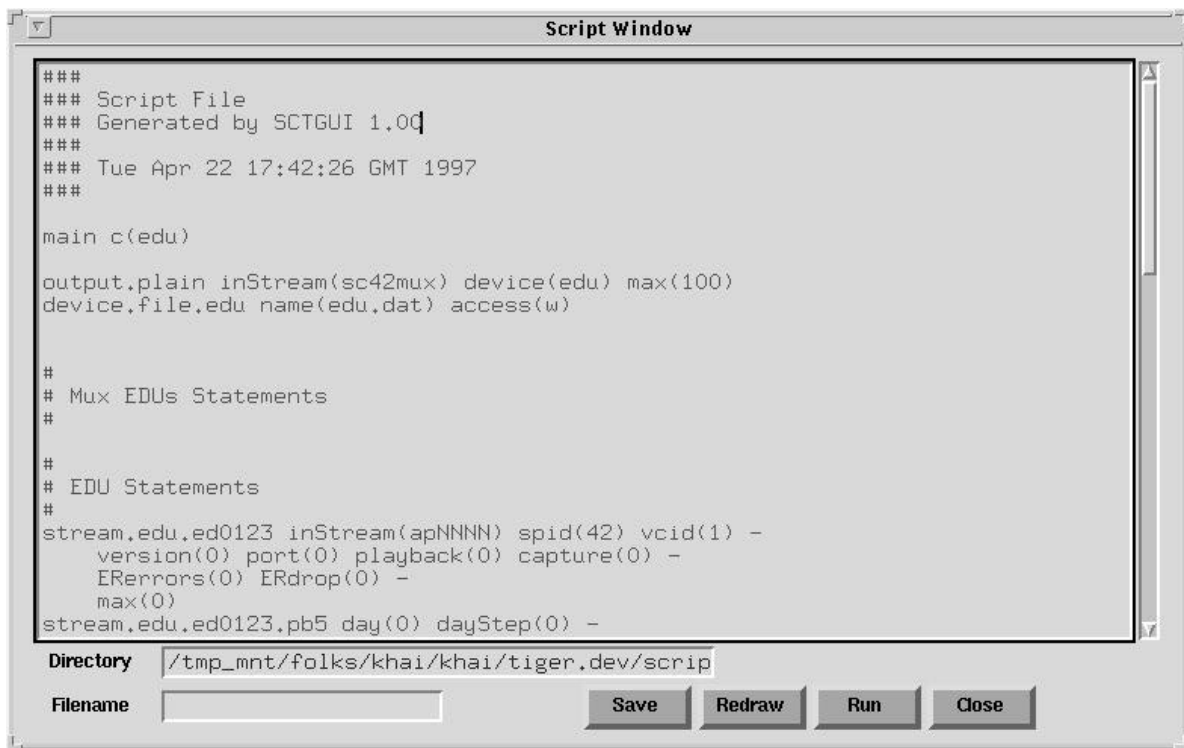 Script Window
###
### Script File
### Generated by SCTGUI 1.00
###
### Tue Apr 22 17:42:26 GMT 1997
###
main c(edu)
output.plain inStream(sc42mux) device(edu) max(100)
device.file.edu name(edu.dat) access(w)
#
# Mux EDUs Statements
#
#
# EDU Statements
#
stream.edu.ed0123 inStream(apNNNN) spid(42) vcid(1) -
version(0) port(0) playback(0) capture(0) -
ERerrors(0) ERdrop(0) -
max(0)
stream.edu.ed0123.pb5 day(0) dayStep(0) -
Directory /tmp_mnt/folks/khai/khai/tiger.dev/scrip
Filename Save Redraw Run Close